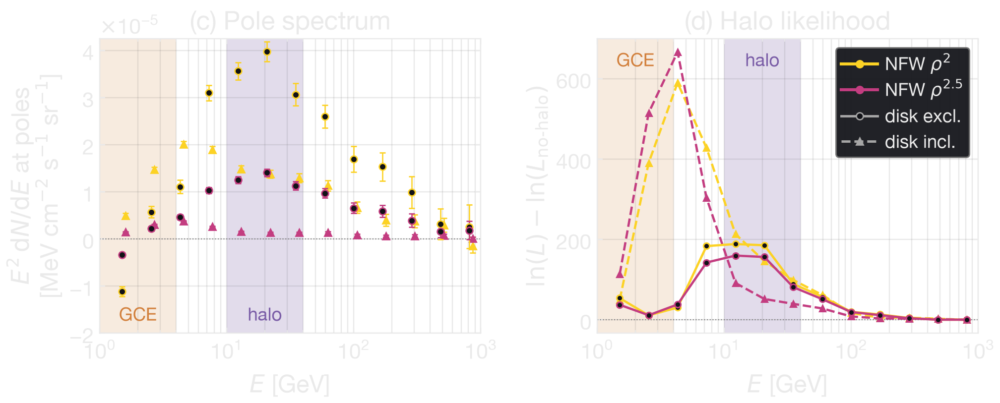 (c) Pole spectrum
×10⁻⁵
4
3
2
1
0
−1
−2
E² dN/dE at poles
[MeV cm⁻² s⁻¹ sr⁻¹]
GCE
halo
10⁰
10¹
10²
10³
E [GeV]
(d) Halo likelihood
600
400
200
0
ln(L) − ln(Lₙₒ₋ₕₐₗₒ)
GCE
halo
NFW ρ²
NFW ρ²·⁵
disk excl.
disk incl.
10⁰
10¹
10²
10³
E [GeV]